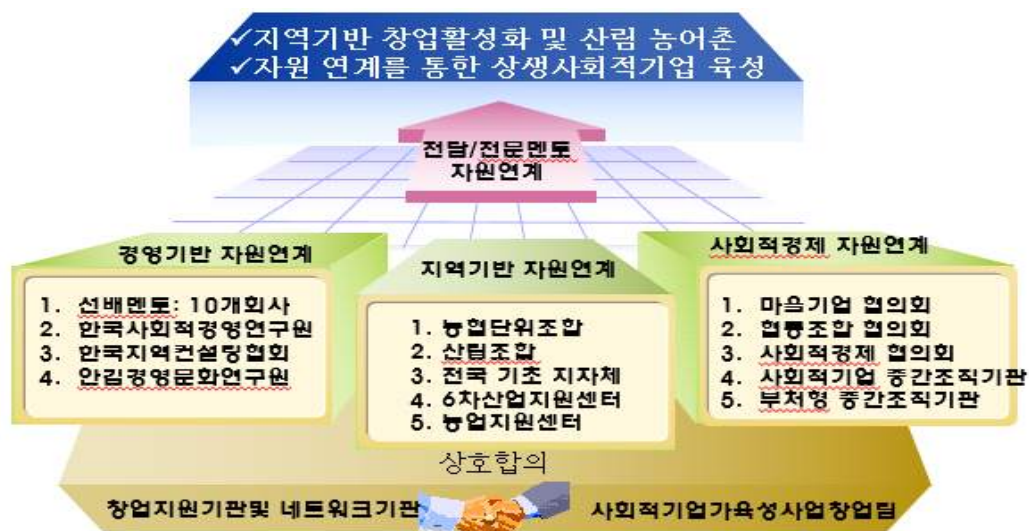 ✓지역기반 창업활성화 및 산림 농어촌
✓자원 연계를 통한 상생사회적기업 육성
전담/전문멘토
자원연계
경영기반 자원연계
1. 선배멘토: 10개회사
2. 한국사회적경영연구원
3. 한국지역컨설팅협회
4. 안김경영문화연구원
지역기반 자원연계
1. 농협단위조합
2. 산림조합
3. 전국 기초 지자체
4. 6차산업지원센터
5. 농업지원센터
사회적경제 자원연계
1. 마을기업 협의회
2. 협동조합 협의회
3. 사회적경제 협의회
4. 사회적기업 중간조직기관
5. 부처형 중간조직기관
상호합의
창업지원기관및 네트워크기관
사회적기업가육성사업창업팀